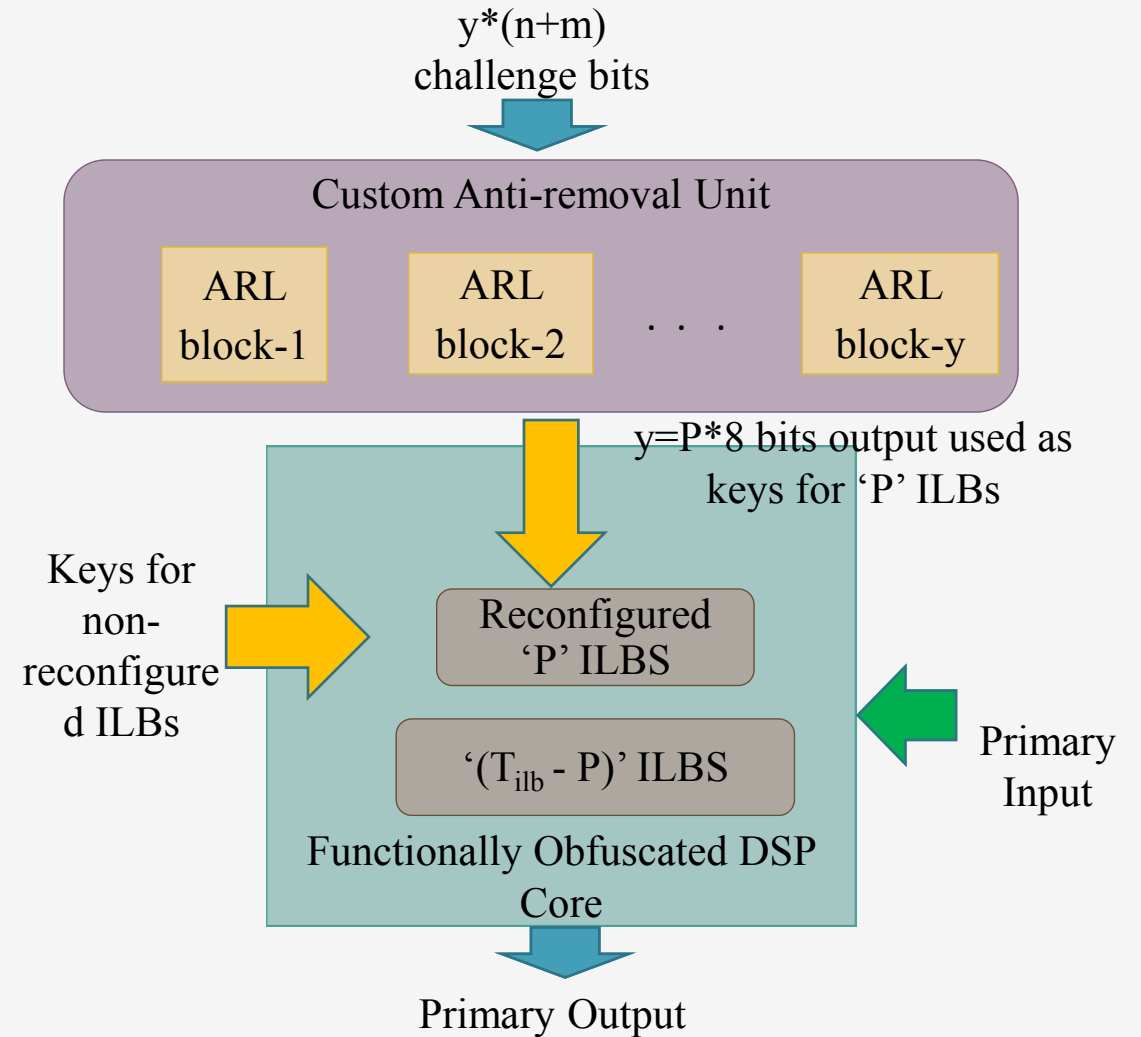 y*(n+m)
challenge bits
Custom Anti-removal Unit
ARL
block-1
ARL
block-2
. . .
ARL
block-y
y=P*8 bits output used as
keys for ‘P’ ILBs
Keys for
non-
reconfigure
d ILBs
Reconfigured
‘P’ ILBS
‘(Tilb - P)’ ILBS
Primary
Input
Functionally Obfuscated DSP
Core
Primary Output